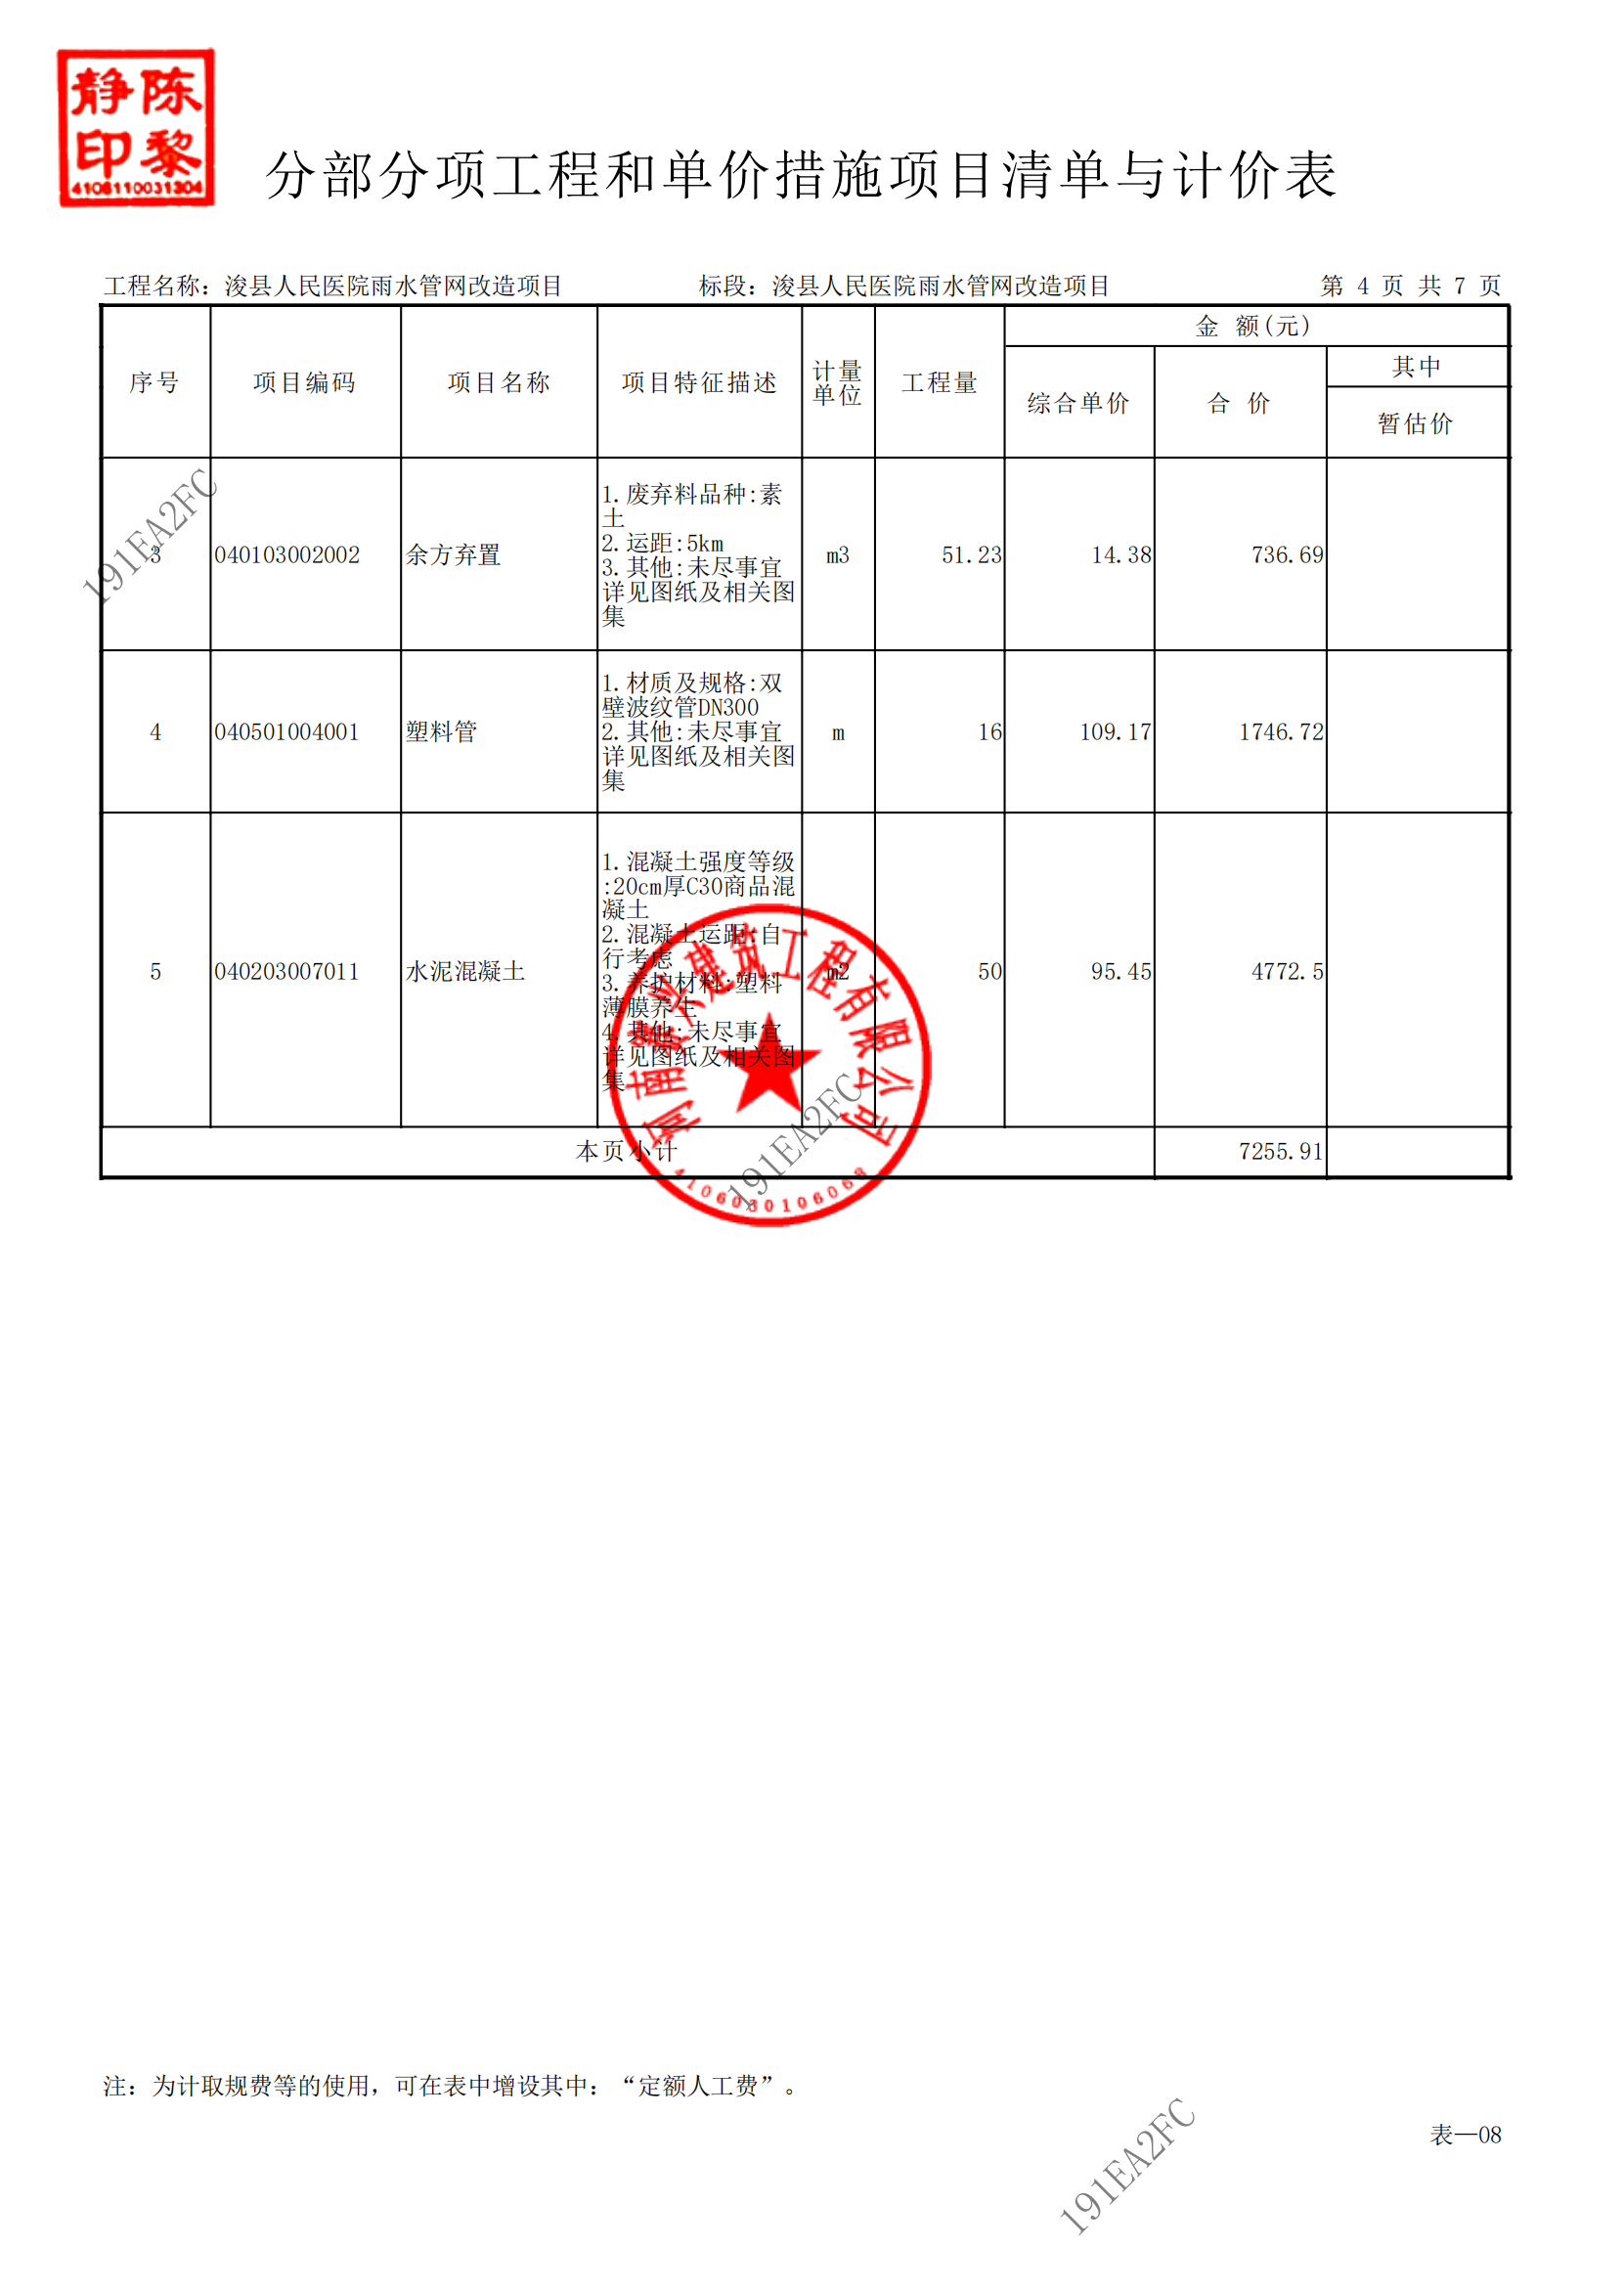 静陈
印黎
4106110031304
分部分项工程和单价措施项目清单与计价表
工程名称：浚县人民医院雨水管网改造项目 标段：浚县人民医院雨水管网改造项目 第 4 页 共 7 页
序号 项目编码 项目名称 项目特征描述 计量单位 工程量 金 额(元)
综合单价 合 价 其中
暂估价
3 040103002002 余方弃置 m3 51.23 14.38 736.69
1.废弃料品种:素
土
2.运距:5km
3.其他:未尽事宜
详见图纸及相关图
集
4 040501004001 塑料管 m 16 109.17 1746.72
1.材质及规格:双
壁波纹管DN300
2.其他:未尽事宜
详见图纸及相关图
集
5 040203007011 水泥混凝土 m2 50 95.45 4772.5
1.混凝土强度等级
:20cm厚C30商品混
凝土
2.混凝土运距:自
行考虑
3.养护材料:塑料
薄膜养生
4.其他:未尽事宜
详见图纸及相关图
集
本页小计 7255.91
建筑工程有限公司
191EA2FC
191EA2FC
注：为计取规费等的使用，可在表中增设其中：“定额人工费”。
表—08
191EA2FC